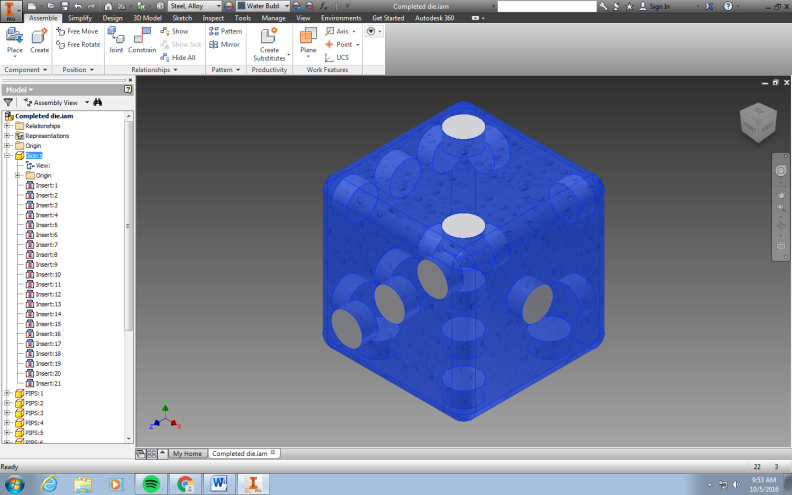 PRO
Steel, Alloy
Water Bubl
Completed die.iam
Sign In
Assemble Simplify Design 3D Model Sketch Inspect Tools Manage View Environments Get Started Autodesk 360
Place
Create
Free Move
Free Rotate
Joint
Constrain
Show
Show Sick
Hide All
Pattern
Mirror
Create
Substitutes
Plane
Axis
Point
UCS
Component
Position
Relationships
Pattern
Productivity
Work Features
Model
Assembly View
Completed die.iam
Relationships
Representations
Origin
View:
Origin
Insert:1
Insert:2
Insert:3
Insert:4
Insert:5
Insert:6
Insert:7
Insert:8
Insert:9
Insert:10
Insert:11
Insert:12
Insert:13
Insert:14
Insert:15
Insert:16
Insert:17
Insert:18
Insert:19
Insert:20
Insert:21
PIPS:1
PIPS:2
PIPS:3
PIPS:4
PIPS:5
PIPS:6
Z
X
My Home
Completed die.iam
Ready
22 3
9:53 AM
10/5/2016